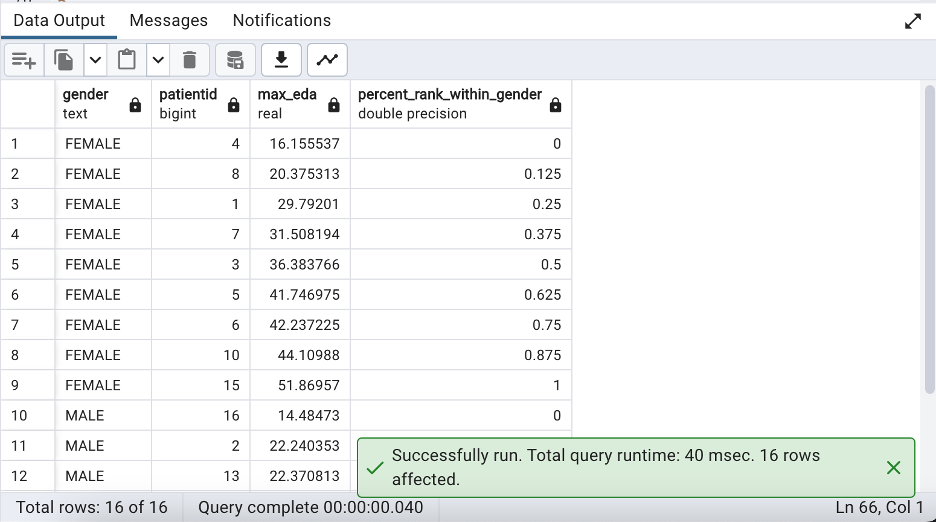 Data Output Messages Notifications
gender patientid max_eda percent_rank_within_gender
text bigint real double precision
1 FEMALE 4 16.155537 0
2 FEMALE 8 20.375313 0.125
3 FEMALE 1 29.79201 0.25
4 FEMALE 7 31.508194 0.375
5 FEMALE 3 36.383766 0.5
6 FEMALE 5 41.746975 0.625
7 FEMALE 6 42.237225 0.75
8 FEMALE 10 44.10988 0.875
9 FEMALE 15 51.86957 1
10 MALE 16 14.48473 0
11 MALE 2 22.240353
12 MALE 13 22.370813
Successfully run. Total query runtime: 40 msec. 16 rows
affected.
Total rows: 16 of 16 Query complete 00:00:00.040 Ln 66, Col 1